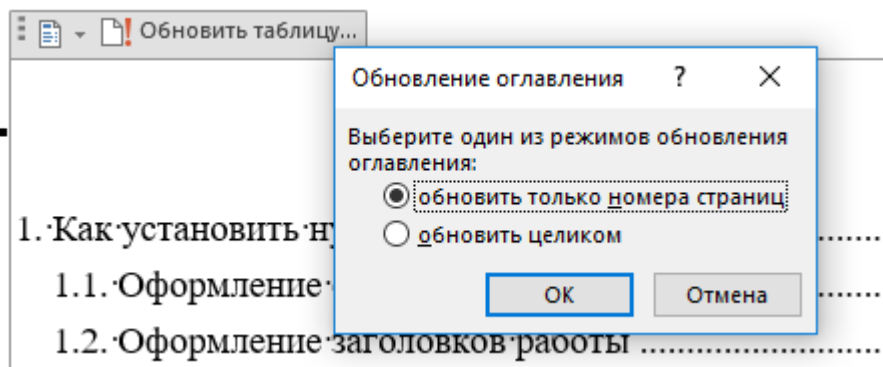 Обновить таблицу...
Обновление оглавления ? ×
Выберите один из режимов обновления
оглавления:
обновить только номера страниц
обновить целиком
ОК Отмена
1. Как установить
1.1. Оформление
1.2. Оформление заголовков работы ........................